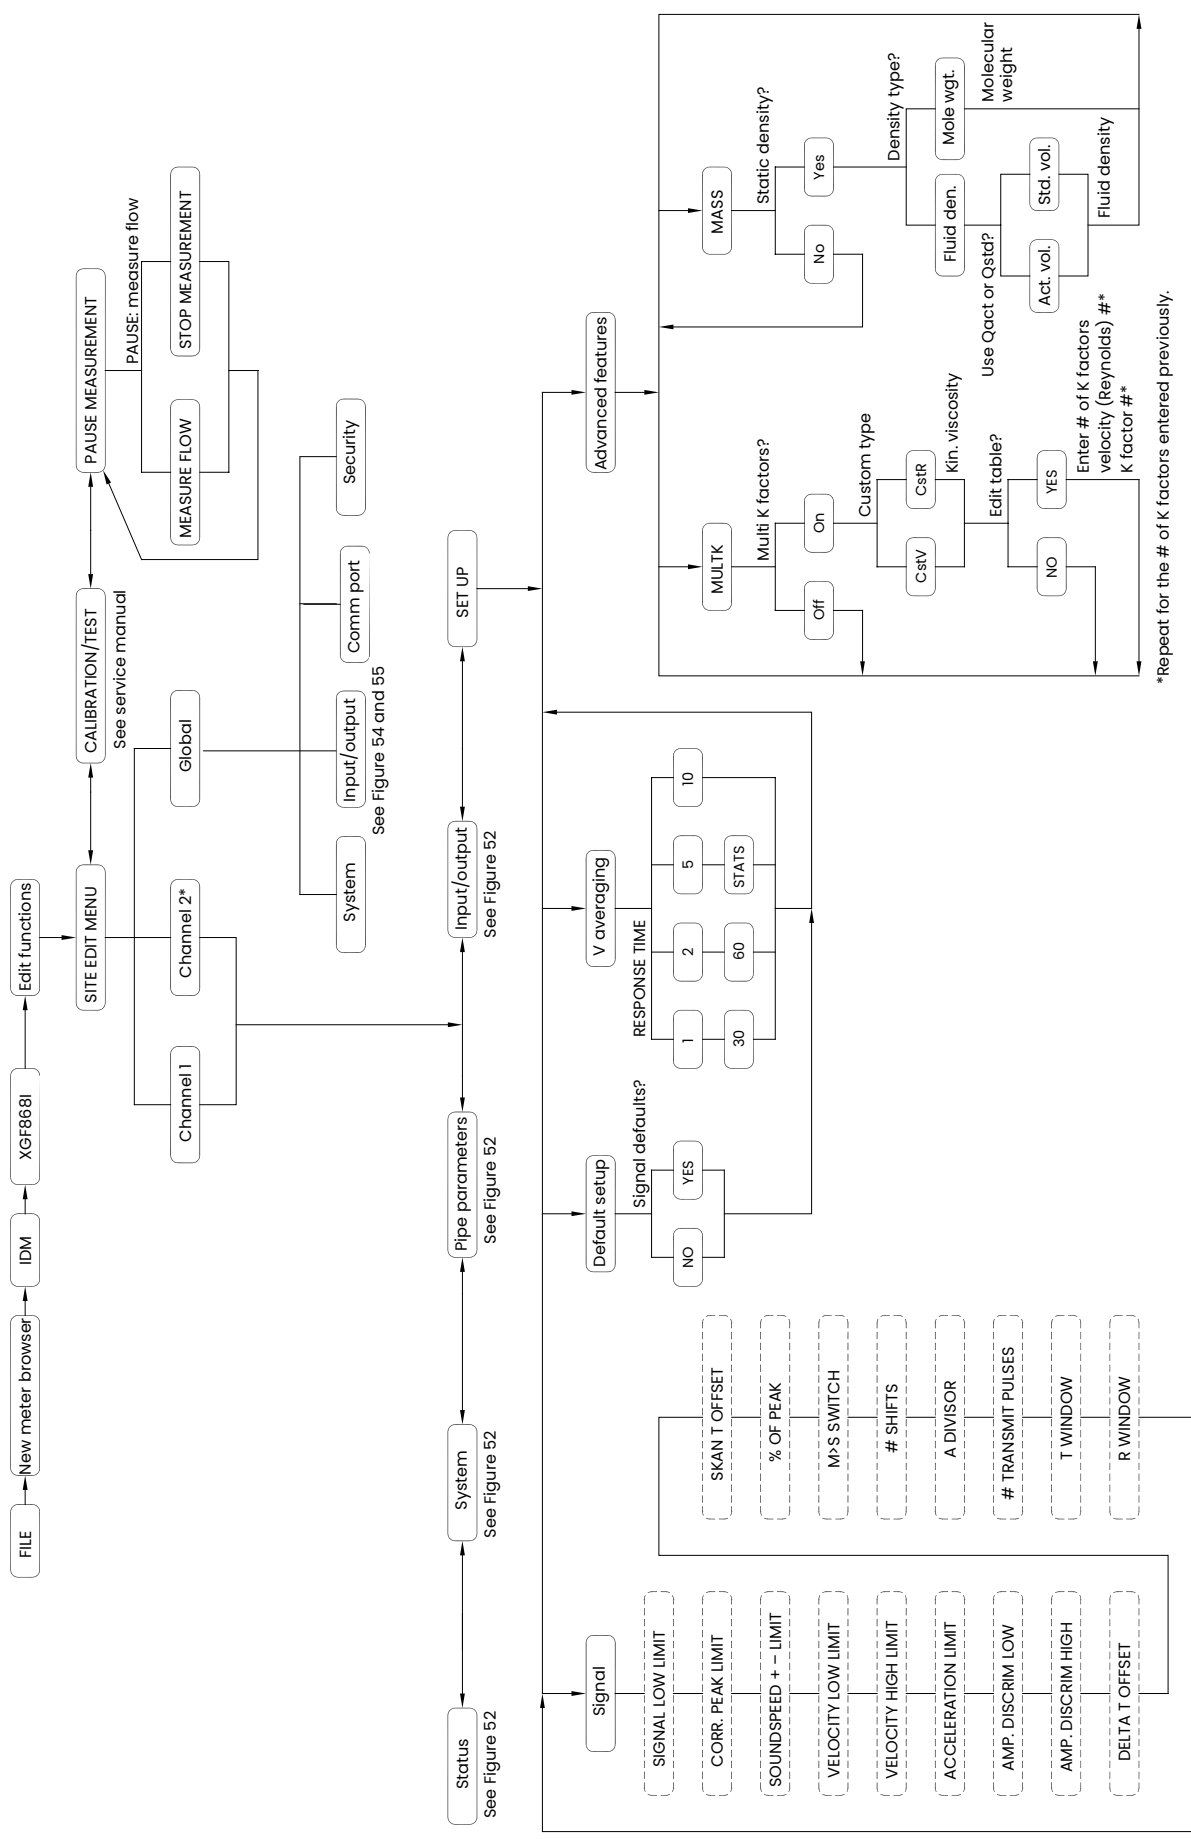 FILE
New meter browser
IDM
XGF868I
Edit functions
SITE EDIT MENU
CALIBRATION/TEST
See service manual
PAUSE MEASUREMENT
PAUSE: measure flow
MEASURE FLOW
STOP MEASUREMENT
Channel 1
Channel 2*
Global
System
Input/output
See Figure 54 and 55
Comm port
Security
Status
See Figure 52
System
See Figure 52
Pipe parameters
See Figure 52
Input/output
See Figure 52
SET UP
Signal
SIGNAL LOW LIMIT
CORR. PEAK LIMIT
SOUNDSPEED + – LIMIT
VELOCITY LOW LIMIT
VELOCITY HIGH LIMIT
ACCELERATION LIMIT
AMP. DISCRIM LOW
AMP. DISCRIM HIGH
DELTA T OFFSET
SKAN T OFFSET
% OF PEAK
M>S SWITCH
# SHIFTS
A DIVISOR
# TRANSMIT PULSES
T WINDOW
R WINDOW
Default setup
Signal defaults?
NO
YES
V averaging
RESPONSE TIME
1
2
5
10
30
60
STATS
Advanced features
MULTK
Multi K factors?
Off
On
Custom type
CstV
CstR
Kin. viscosity
Edit table?
NO
YES
Enter # of K factors
velocity (Reynolds) #*
K factor #*
MASS
Static density?
No
Yes
Density type?
Fluid den.
Mole wgt.
Use Qact or Qstd?
Molecular
weight
Act. vol.
Std. vol.
Fluid density
*Repeat for the # of K factors entered previously.